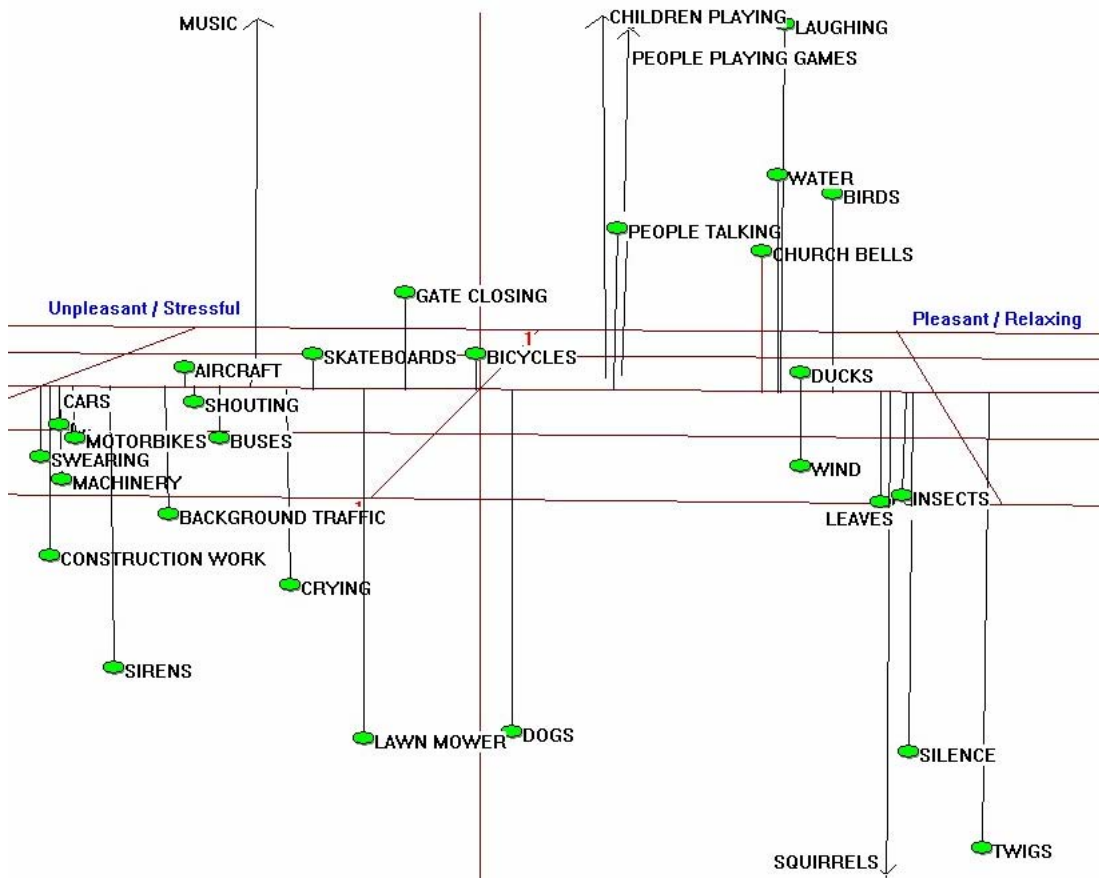 MUSIC
CHILDREN PLAYING
LAUGHING
PEOPLE PLAYING GAMES
WATER
BIRDS
PEOPLE TALKING
CHURCH BELLS
GATE CLOSING
Unpleasant / Stressful
Pleasant / Relaxing
1
SKATEBOARDS
BICYCLES
AIRCRAFT
DUCKS
CARS
SHOUTING
MOTORBIKES
BUSES
SWEARING
WIND
MACHINERY
INSECTS
1
LEAVES
BACKGROUND TRAFFIC
CONSTRUCTION WORK
CRYING
SIRENS
LAWN MOWER
DOGS
SILENCE
TWIGS
SQUIRRELS